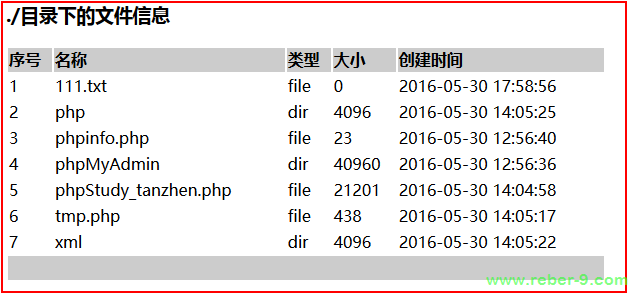 ./目录下的文件信息
序号 名称 类型 大小 创建时间
1 111.txt file 0 2016-05-30 17:58:56
2 php dir 4096 2016-05-30 14:05:25
3 phpinfo.php file 23 2016-05-30 12:56:40
4 phpMyAdmin dir 40960 2016-05-30 12:56:36
5 phpStudy_tanzhen.php file 21201 2016-05-30 14:04:58
6 tmp.php file 438 2016-05-30 14:05:17
7 xml dir 4096 2016-05-30 14:05:22
www.reber-9.com